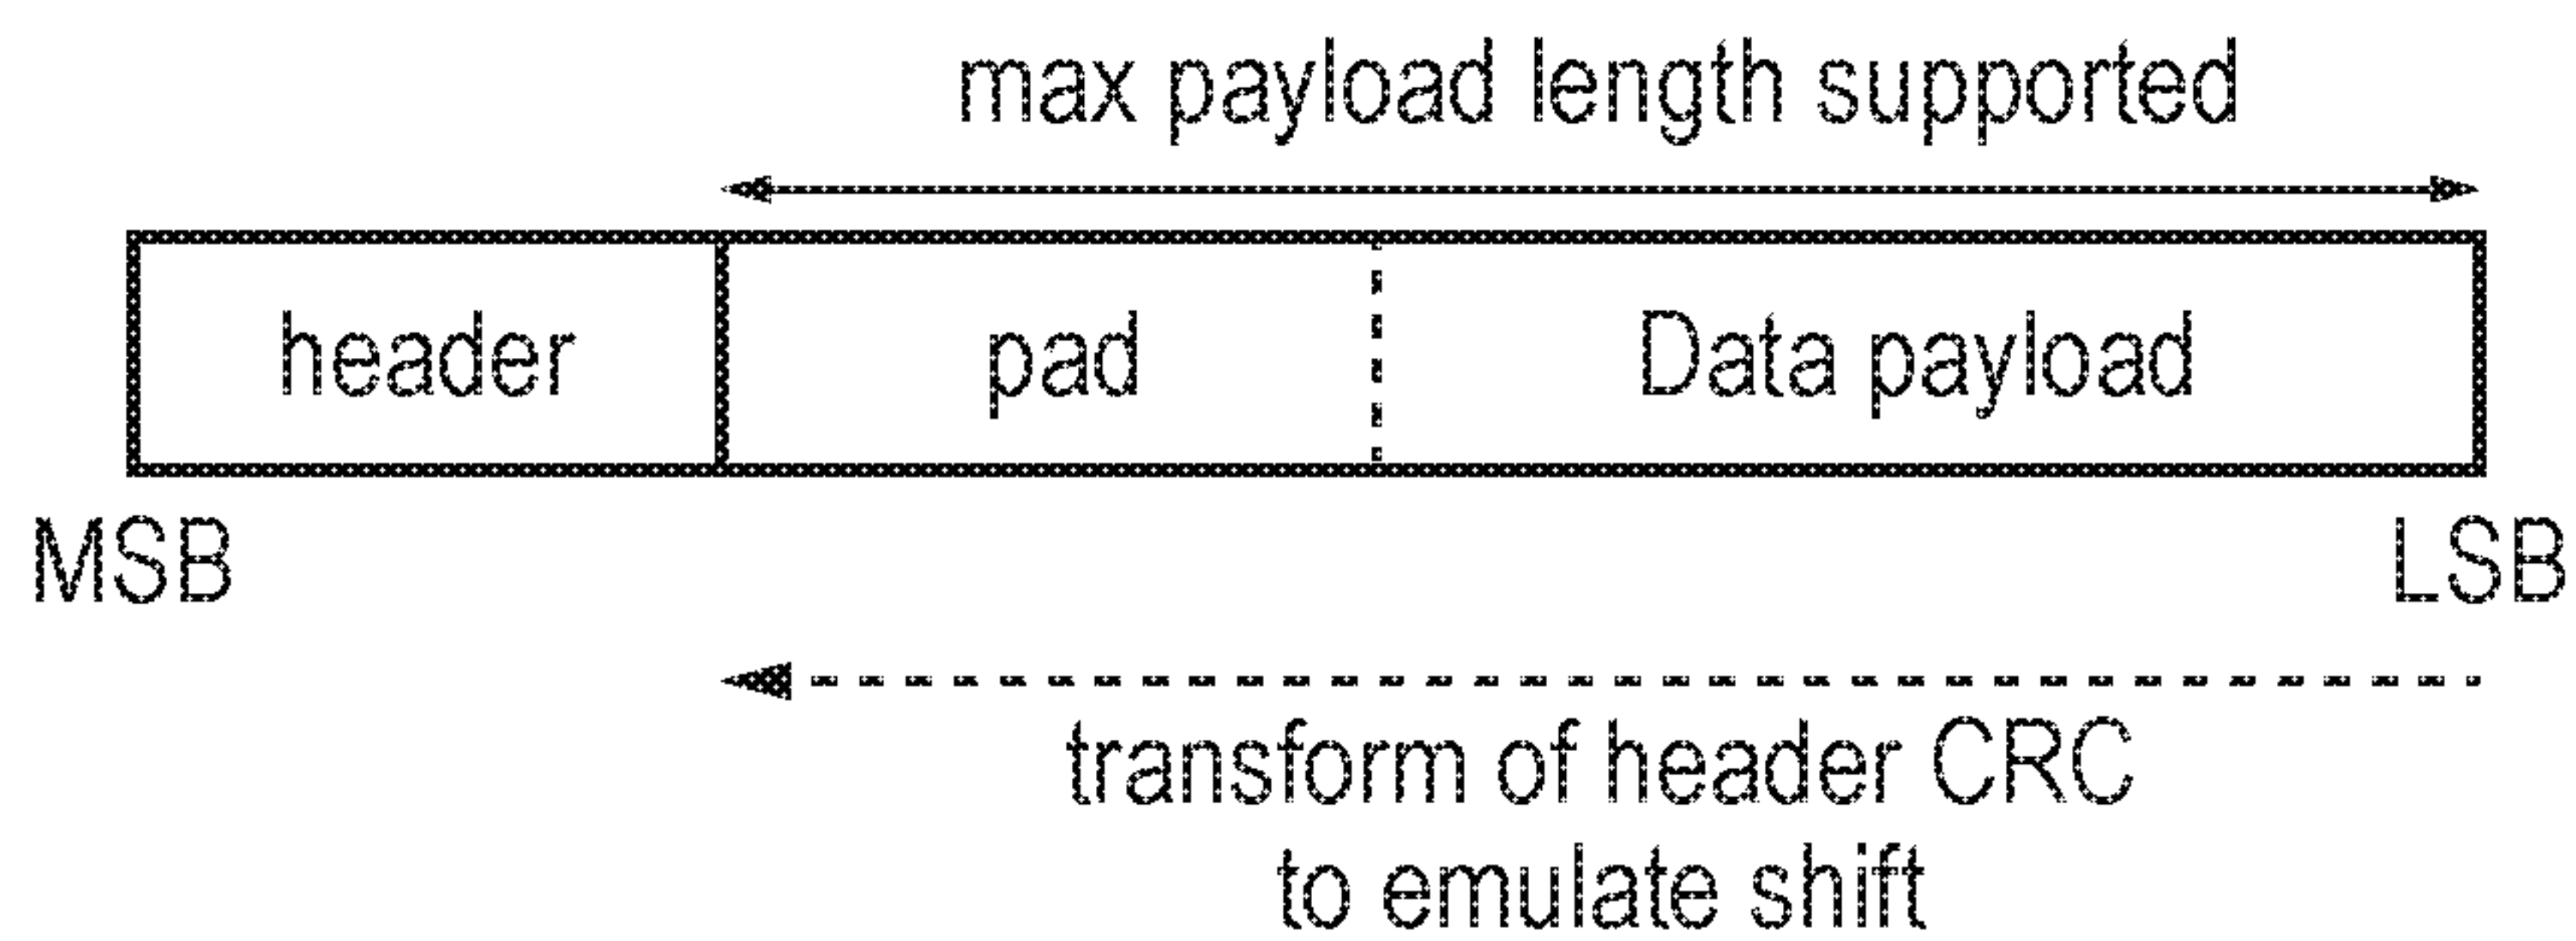 max payload length supported
header pad Data payload
MSB LSB
transform of header CRC
to emulate shift